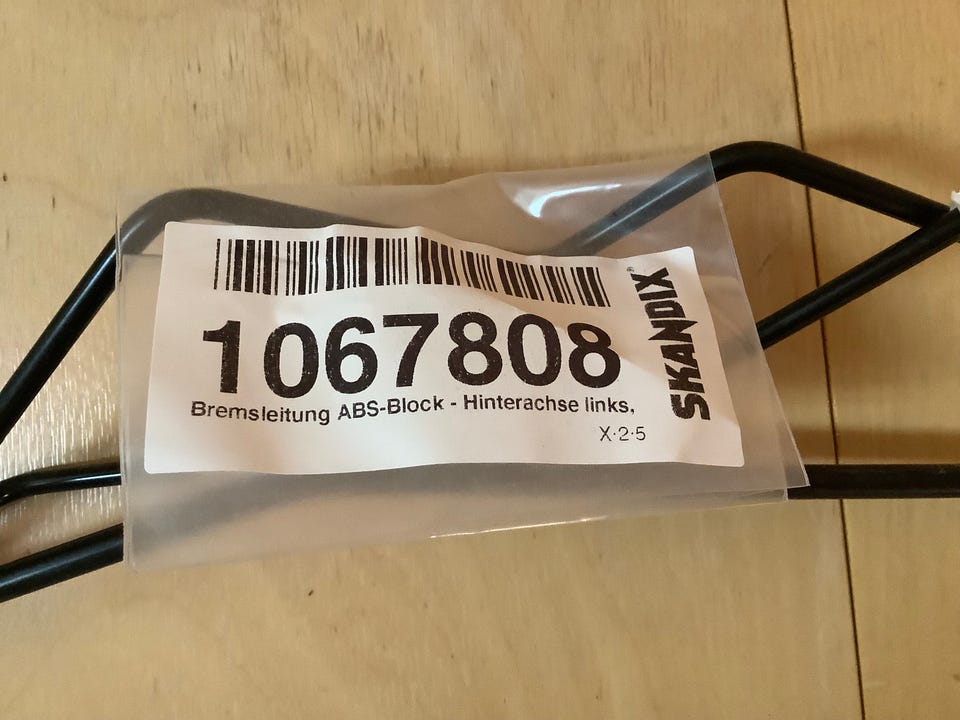 1067808
Bremsleitung ABS-Block - Hinterachse links,
X-2-5
SKANDIX®